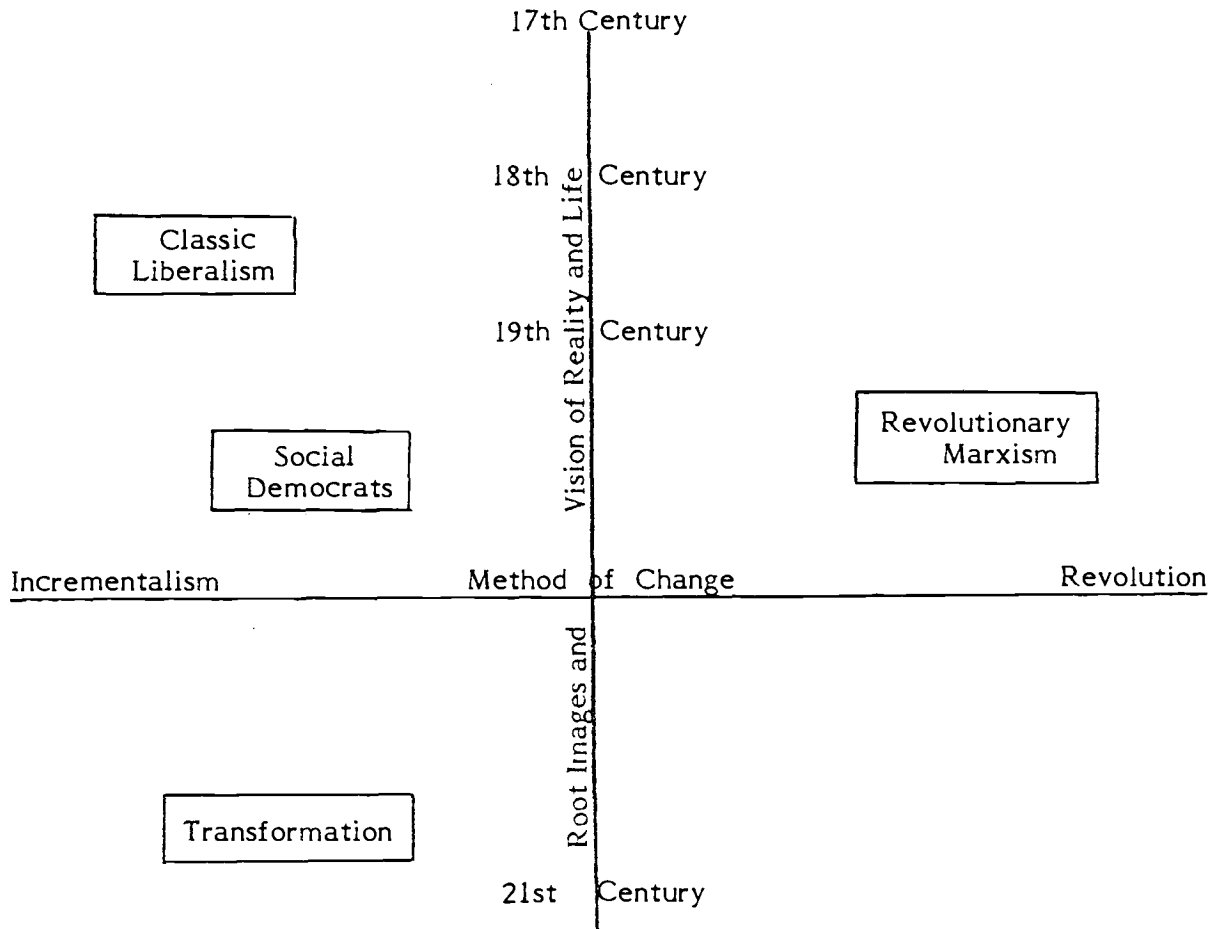 17th Century
18th Century
Classic
Liberalism
19th Century
Vision of Reality and Life
Revolutionary
Marxism
Social
Democrats
Incrementalism
Method of Change
Revolution
Root Images and
Transformation
21st Century